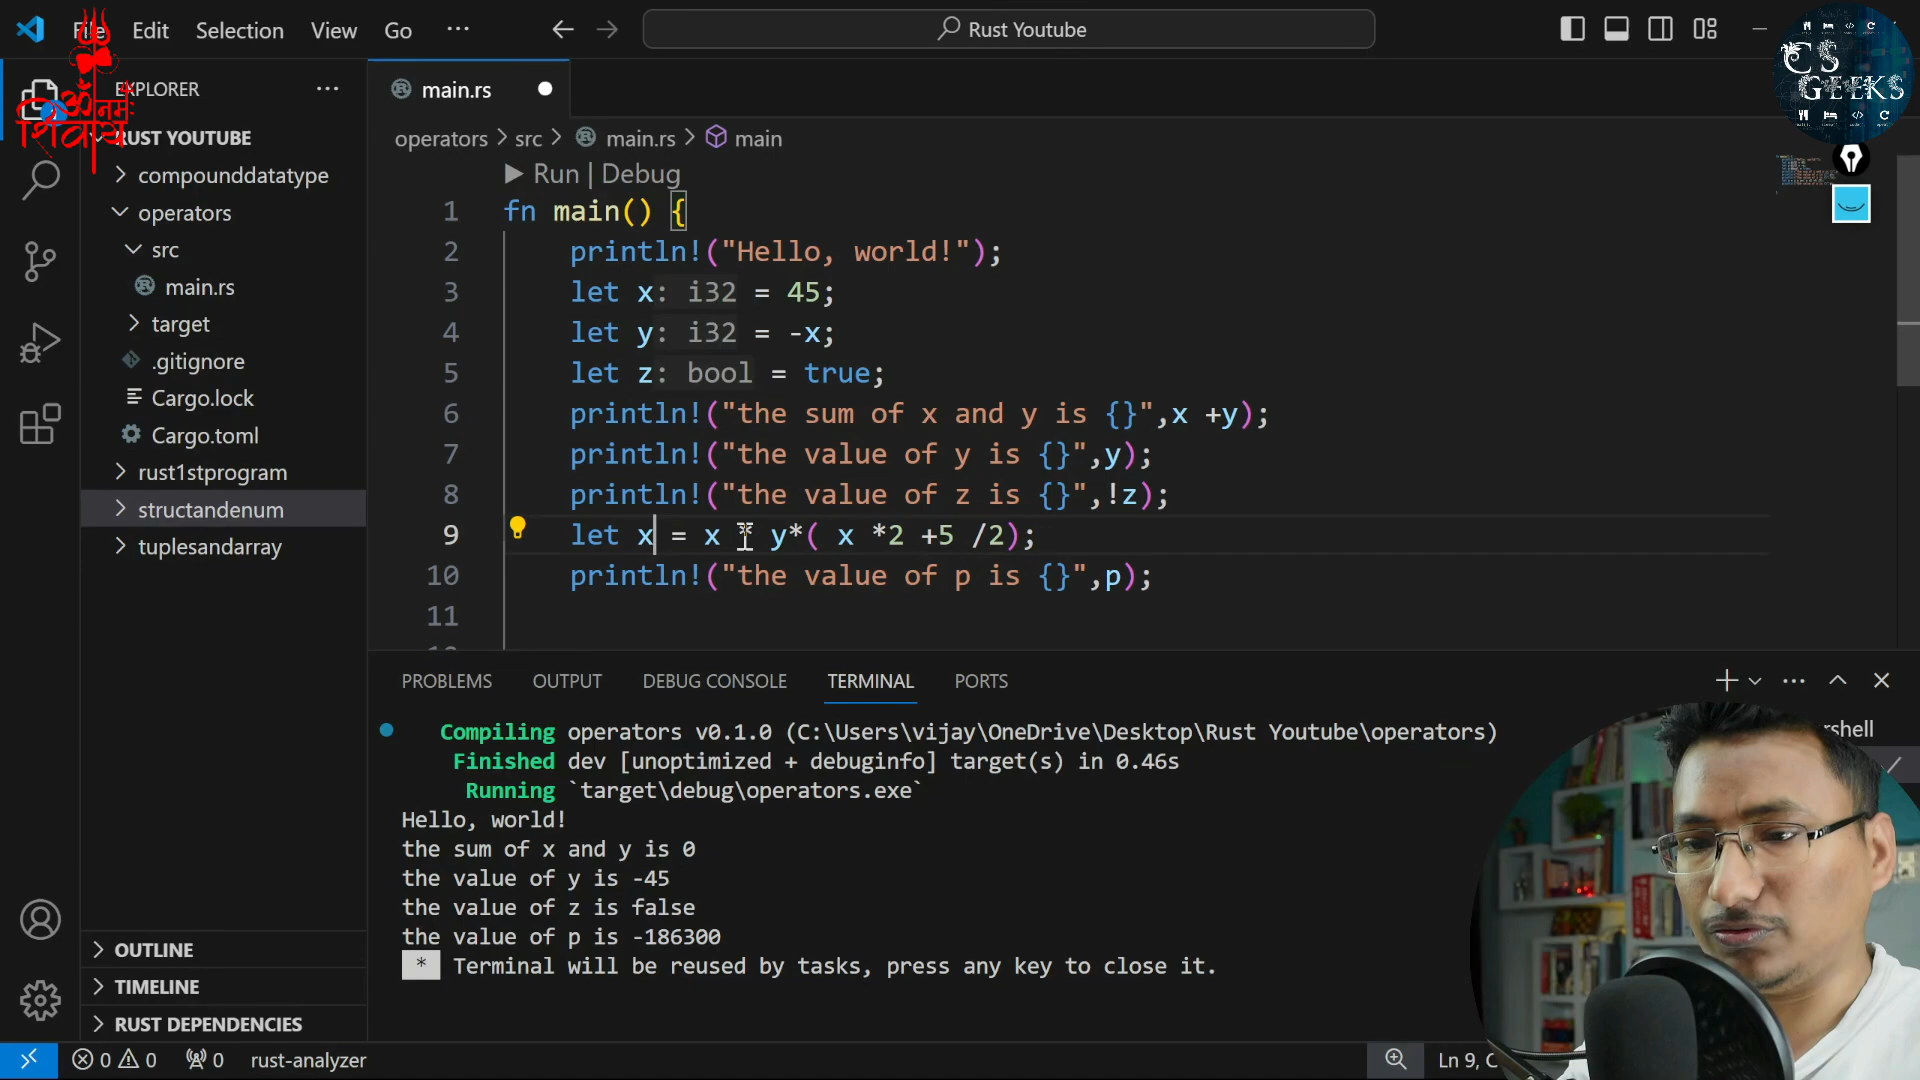 File Edit Selection View Go ···
Rust Youtube
CS GEEKS
ॐ नमः शिवाय
EXPLORER ···
RUST YOUTUBE
compounddatatype
operators
src
main.rs
target
.gitignore
Cargo.lock
Cargo.toml
rust1stprogram
structandenum
tuplesandarray
OUTLINE
TIMELINE
RUST DEPENDENCIES
main.rs
operators > src > main.rs > main
Run | Debug
1 fn main() {
2 println!("Hello, world!");
3 let x: i32 = 45;
4 let y: i32 = -x;
5 let z: bool = true;
6 println!("the sum of x and y is {}",x +y);
7 println!("the value of y is {}",y);
8 println!("the value of z is {}",!z);
9 let x = x * y*( x *2 +5 /2);
10 println!("the value of p is {}",p);
11
PROBLEMS OUTPUT DEBUG CONSOLE TERMINAL PORTS
Compiling operators v0.1.0 (C:\Users\vijay\OneDrive\Desktop\Rust Youtube\operators)
Finished dev [unoptimized + debuginfo] target(s) in 0.46s
Running `target\debug\operators.exe`
Hello, world!
the sum of x and y is 0
the value of y is -45
the value of z is false
the value of p is -186300
* Terminal will be reused by tasks, press any key to close it.
rshell
0 0 0 rust-analyzer
Ln 9, C